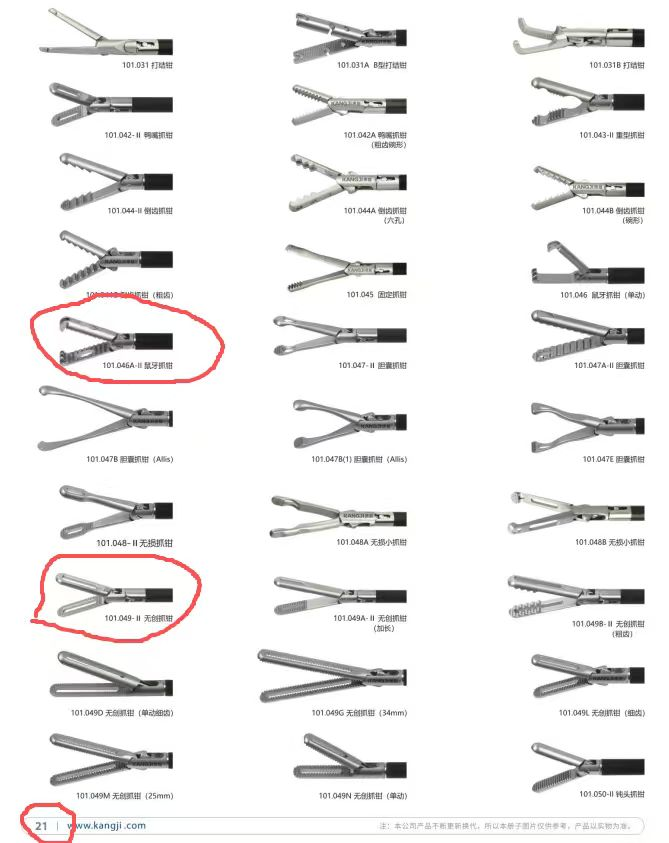 101.031 打结钳
101.031A B型打结钳
101.031B 打结钳
101.042-II 鸭嘴抓钳
101.042A 鸭嘴抓钳
(粗齿碗形)
101.043-II 重型抓钳
101.044-II 倒齿抓钳
101.044A 倒齿抓钳
(六孔)
101.044B 倒齿抓钳
(碗形)
抓钳 (粗齿)
101.045 固定抓钳
101.046 鼠牙抓钳 (单动)
101.046A-II 鼠牙抓钳
101.047-II 胆囊抓钳
101.047A-II 胆囊抓钳
101.047B 胆囊抓钳 (Allis)
101.047B(1) 胆囊抓钳 (Allis)
101.047E 胆囊抓钳
101.048-II 无损抓钳
101.048A 无损小抓钳
101.048B 无损小抓钳
101.049-II 无创抓钳
101.049A-II 无创抓钳
(加长)
101.049B-II 无创抓钳
(粗齿)
101.049D 无创抓钳 (单动细齿)
101.049G 无创抓钳 (34mm)
101.049L 无创抓钳 (细齿)
101.049M 无创抓钳 (25mm)
101.049N 无创抓钳 (单动)
101.050-II 钝头抓钳
21 | www.kangji.com
注：本公司产品不断更新换代，所以本册子图片仅供参考，产品以实物为准。